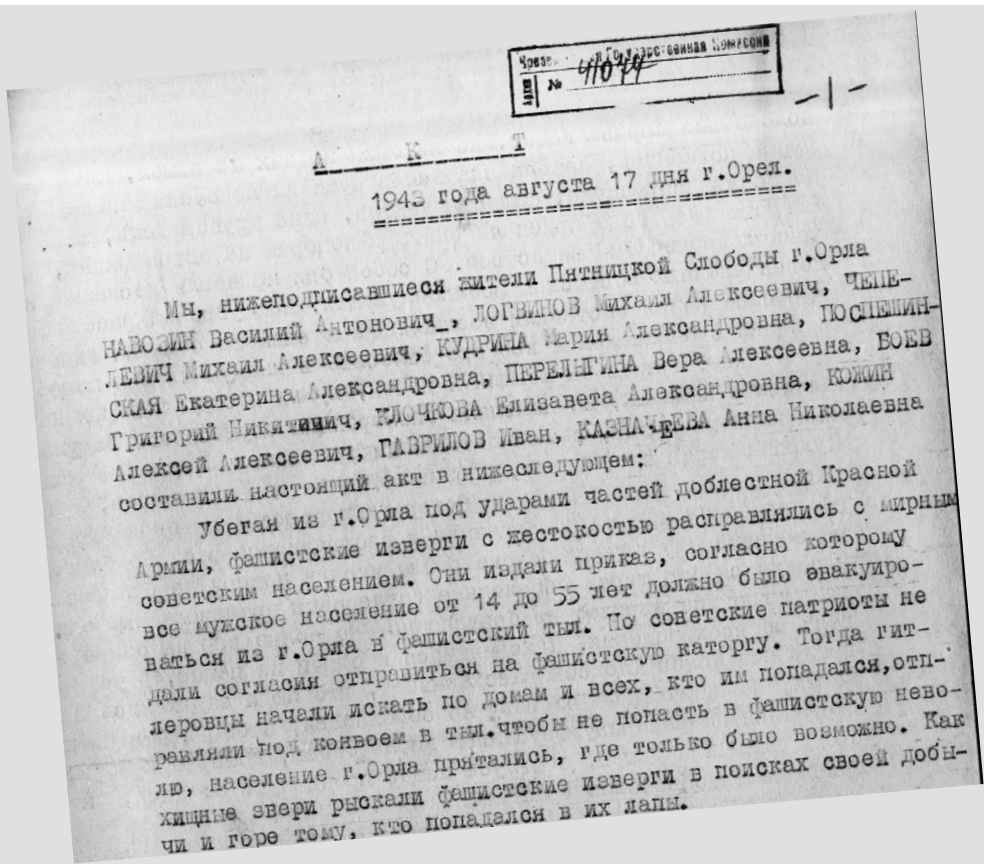 Государственная Комиссия
№ 41044
— 1 —
А К Т
1943 года августа 17 дня г.Орел.
Мы, нижеподписавшиеся жители Пятницкой Слободы г.Орла
НАВОЗИН Василий Антонович_, ЛОГВИНОВ Михаил Алексеевич, ЧЕПЕ-
ЛЕВИЧ Михаил Алексеевич, КУДРИНА Мария Александровна, ПОСПЕШИН-
СКАЯ Екатерина Александровна, ПЕРЕЛЫГИНА Вера Алексеевна, БОЕВ
Григорий Никитович, КЛОЧКОВА Елизавета Александровна, КОЖИН
Алексей Алексеевич, ГАВРИЛОВ Иван, КАЗНАЧЕЕВА Анна Николаевна
составили настоящий акт в нижеследующем:
Убегая из г.Орла под ударами частей доблестной Красной
Армии, фашистские изверги с жестокостью расправлялись с мирным
советским населением. Они издали приказ, согласно которому
все мужское население от 14 до 55 лет должно было эвакуиро-
ваться из г.Орла в фашистский тыл. Но советские патриоты не
дали согласия отправиться на фашистскую каторгу. Тогда гит-
леровцы начали искать по домам и всех, кто им попадался,отп-
равляли под конвоем в тыл.чтобы не попасть в фашистскую нево-
лю, население г.Орла прятались, где только было возможно. Как
хищные звери рыскали фашистские изверги в поисках своей добы-
чи и горе тому, кто попадался в их лапы.